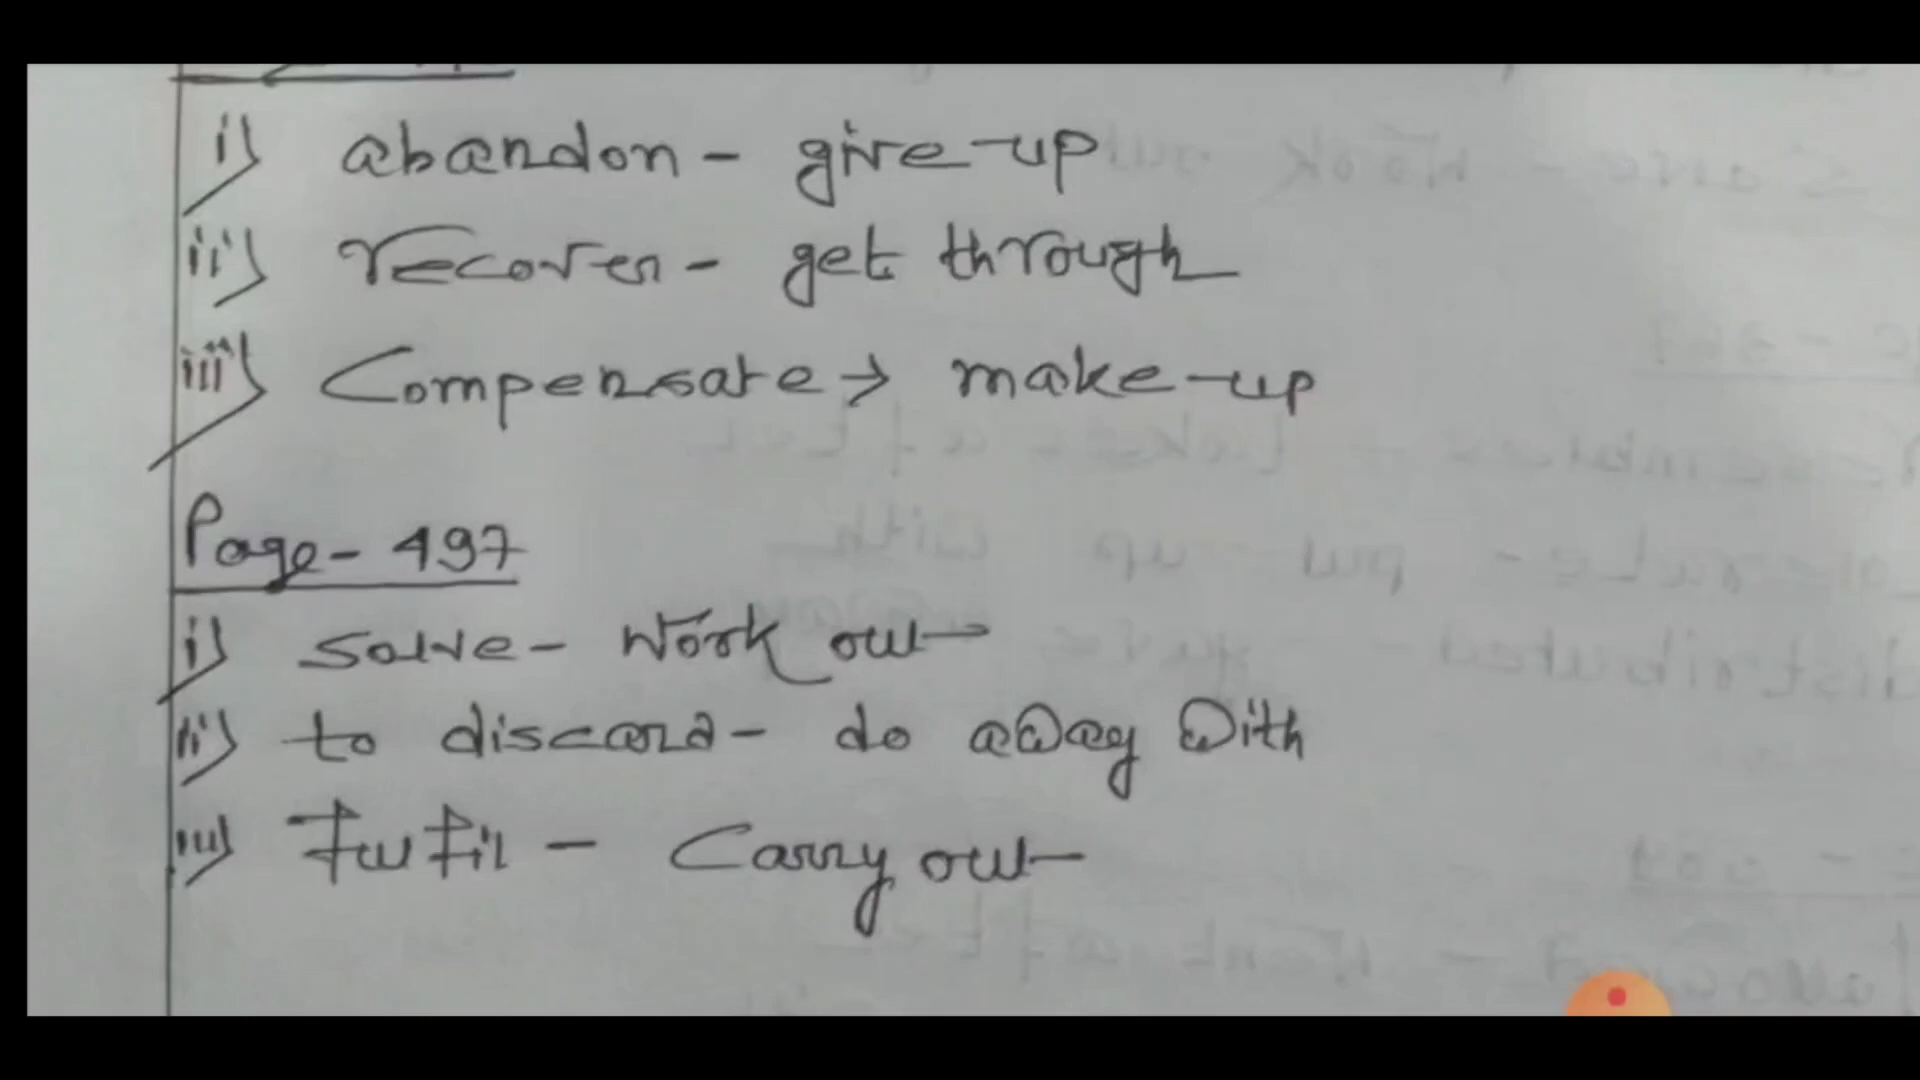 i) abandon - give-up
ii) recover - get through
iii) Compensate → make-up
Page - 497
i) solve - Work out
ii) to discard - do away with
iii) Fulfil - Carry out